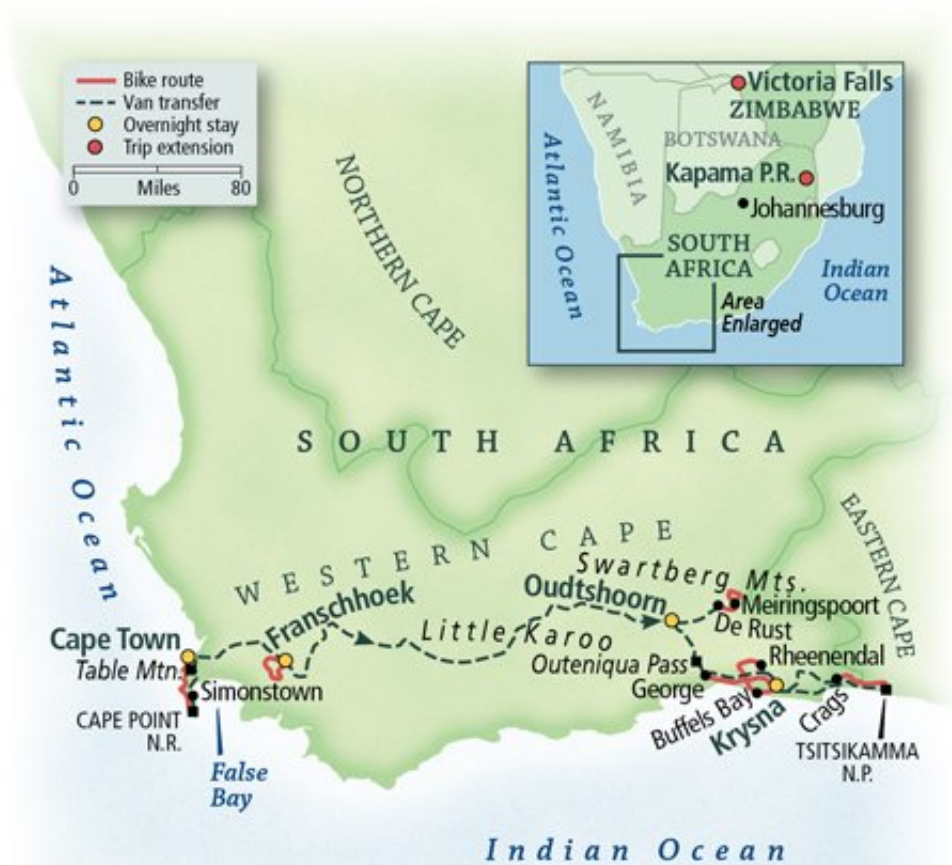 Bike route
Van transfer
Overnight stay
Trip extension
0 Miles 80
Victoria Falls
ZIMBABWE
NAMIBIA
BOTSWANA
Kapama P.R.
Johannesburg
Atlantic Ocean
SOUTH
AFRICA
Indian
Ocean
Area
Enlarged
NORTHERN CAPE
Atlantic Ocean
SOUTH AFRICA
WESTERN CAPE
EASTERN CAPE
Swartberg Mts.
Oudtshoorn
Meiringspoort
De Rust
Franschhoek
Little Karoo
Cape Town
Table Mtn.
Simonstown
CAPE POINT
N.R.
False
Bay
Outeniqua Pass
George
Rheenendal
Buffels Bay
Krysna
Crags
TSITSIKAMMA
N.P.
Indian Ocean